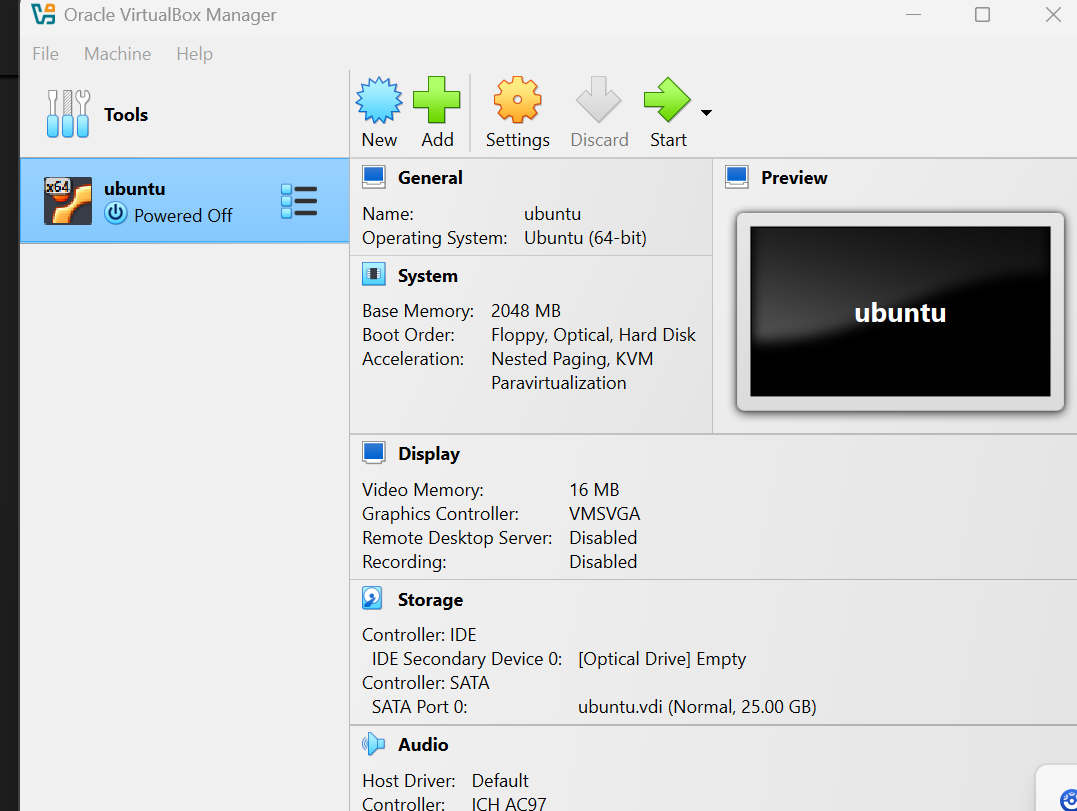 Oracle VirtualBox Manager
File Machine Help
Tools
New Add Settings Discard Start
x64
ubuntu
Powered Off
General
Name: ubuntu
Operating System: Ubuntu (64-bit)
System
Base Memory: 2048 MB
Boot Order: Floppy, Optical, Hard Disk
Acceleration: Nested Paging, KVM
Paravirtualization
Preview
ubuntu
Display
Video Memory: 16 MB
Graphics Controller: VMSVGA
Remote Desktop Server: Disabled
Recording: Disabled
Storage
Controller: IDE
IDE Secondary Device 0: [Optical Drive] Empty
Controller: SATA
SATA Port 0: ubuntu.vdi (Normal, 25.00 GB)
Audio
Host Driver: Default
Controller: ICH AC97